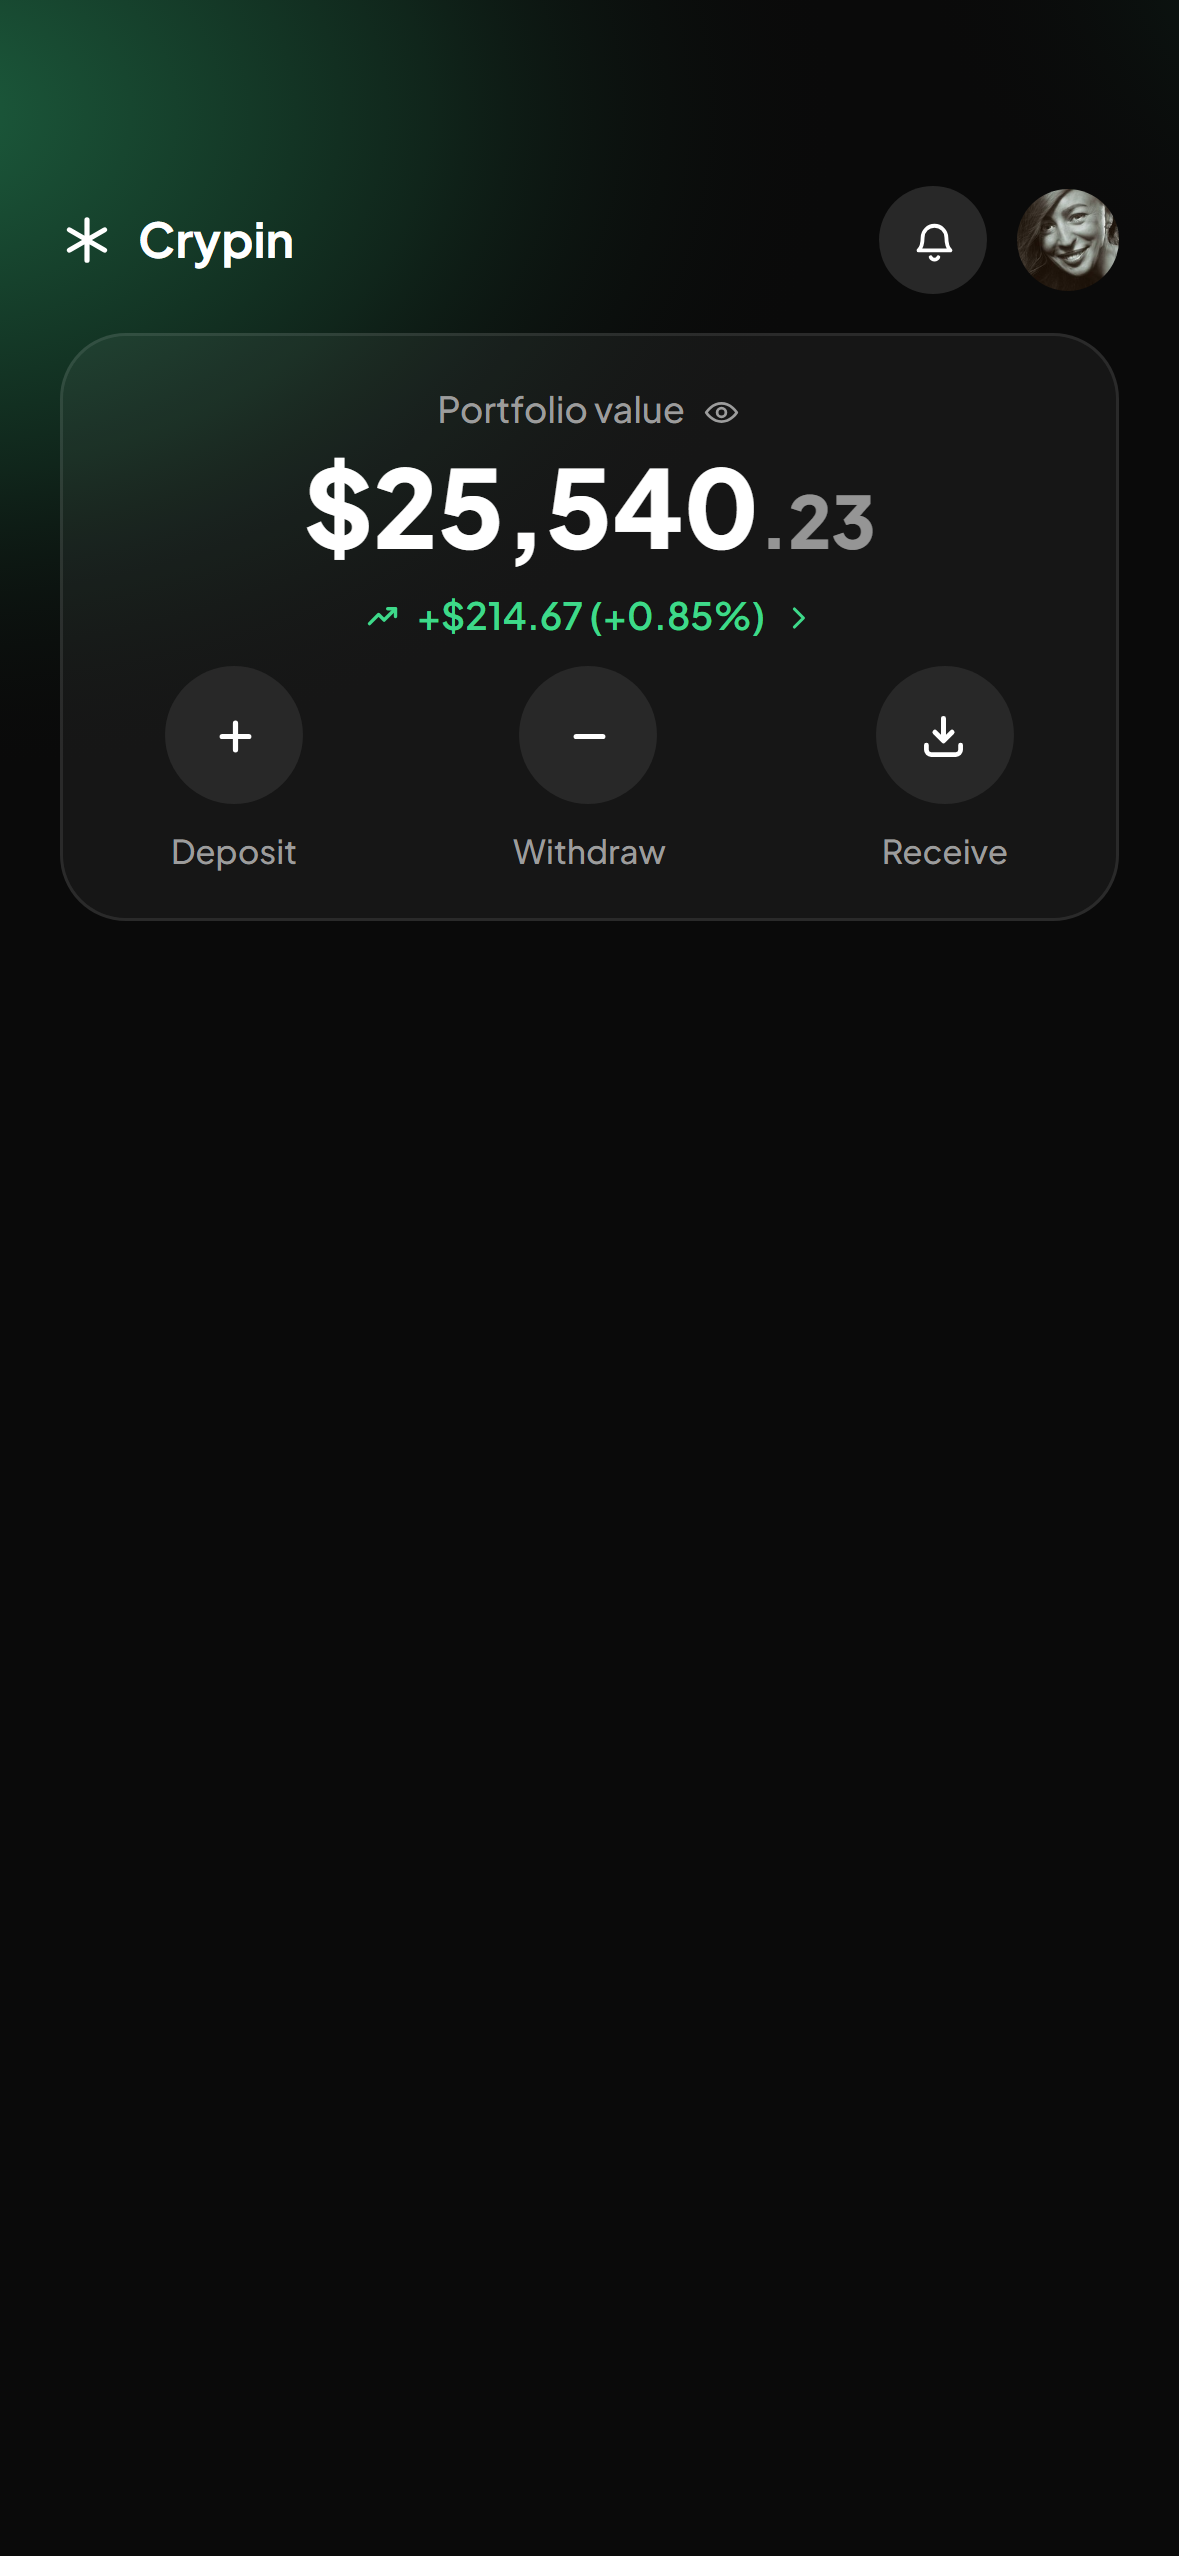 Crypin
Portfolio value
$25,540.23
+$214.67 (+0.85%)
Deposit
Withdraw
Receive